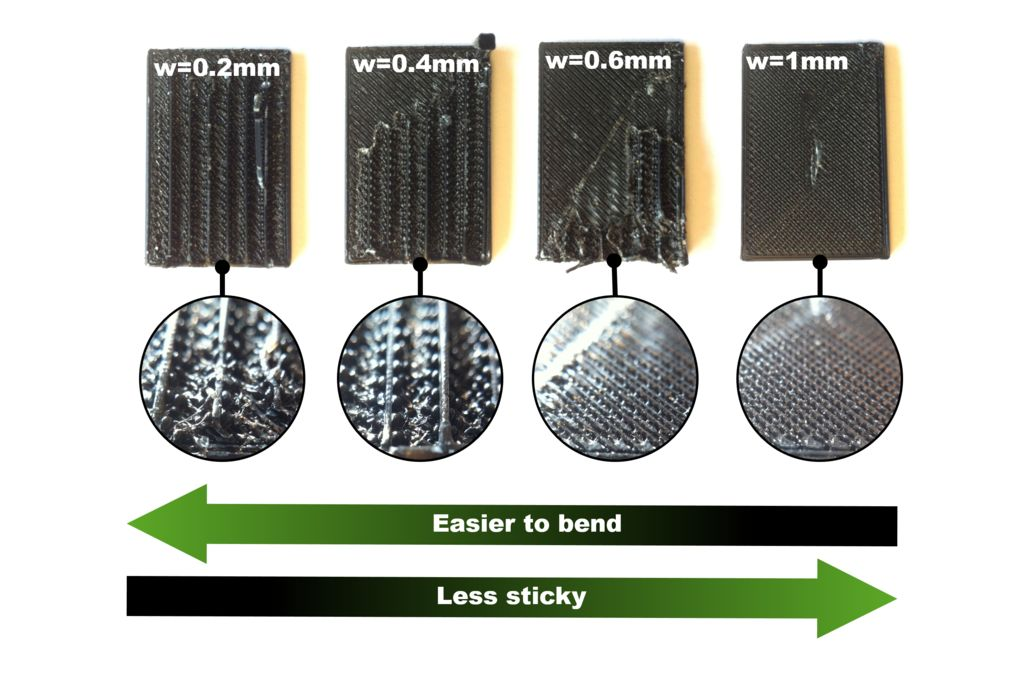 w=0.2mm
w=0.4mm
w=0.6mm
w=1mm
Easier to bend
Less sticky